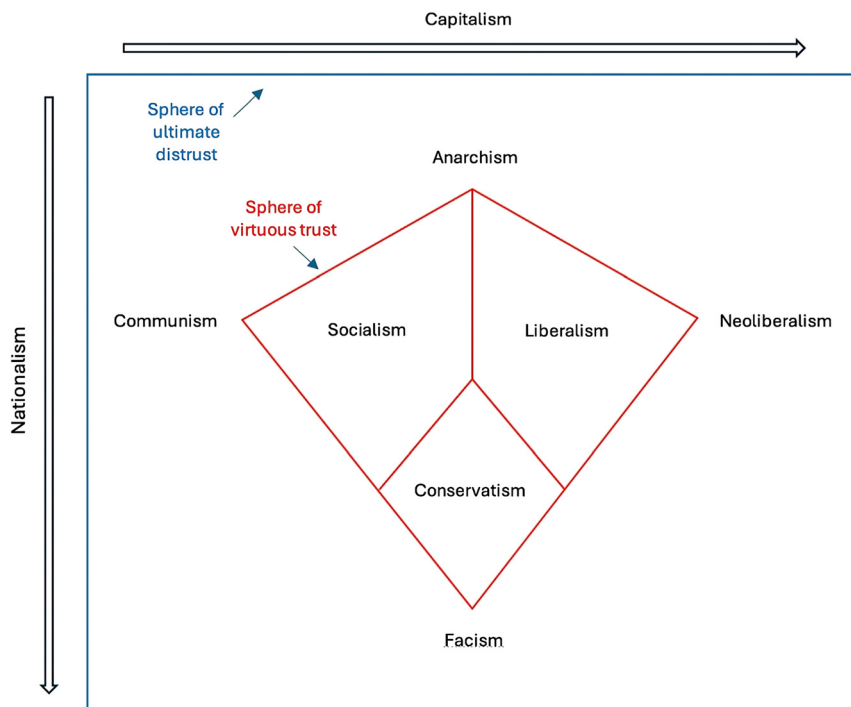 Capitalism
Sphere of
ultimate
distrust
Anarchism
Sphere of
virtuous trust
Communism
Socialism
Liberalism
Neoliberalism
Nationalism
Conservatism
Facism